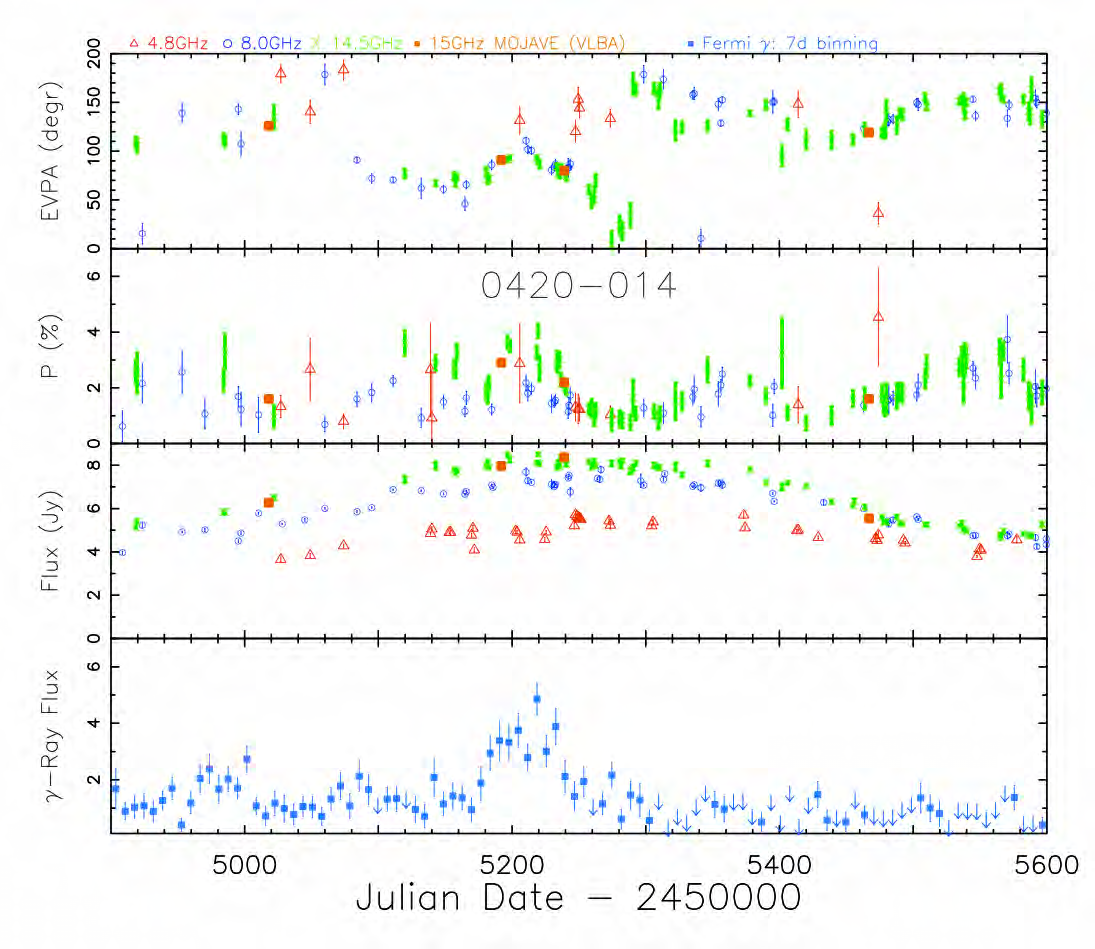 △ 4.8GHz ○ 8.0GHz X 14.5GHz ■ 15GHz MOJAVE (VLBA) ■ Fermi γ: 7d binning
200
150
100
50
0
EVPA (degr)
0420−014
6
4
2
0
P (%)
8
6
4
2
0
Flux (Jy)
6
4
2
γ−Ray Flux
5000 5200 5400 5600
Julian Date − 2450000